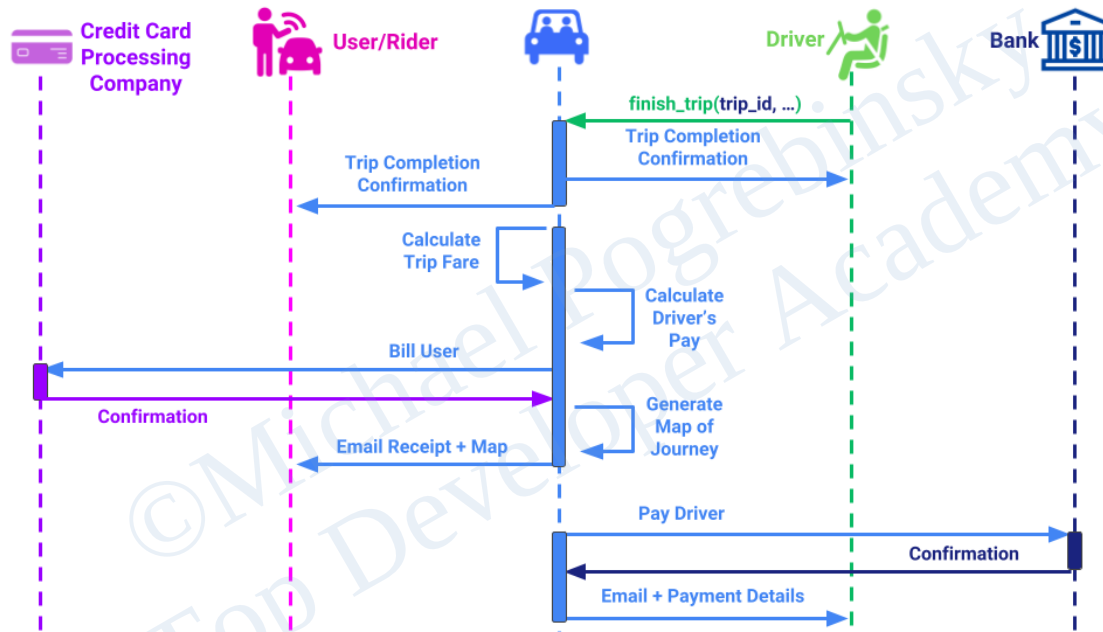 Credit Card
Processing
Company
User/Rider
Driver
Bank
$
finish_trip(trip_id, ...)
Trip Completion
Confirmation
Trip Completion
Confirmation
Calculate
Trip Fare
Calculate
Driver's
Pay
Bill User
Confirmation
Generate
Map of
Journey
Email Receipt + Map
Pay Driver
Confirmation
Email + Payment Details
©Michael Pogrebinsky
Top Developer Academy